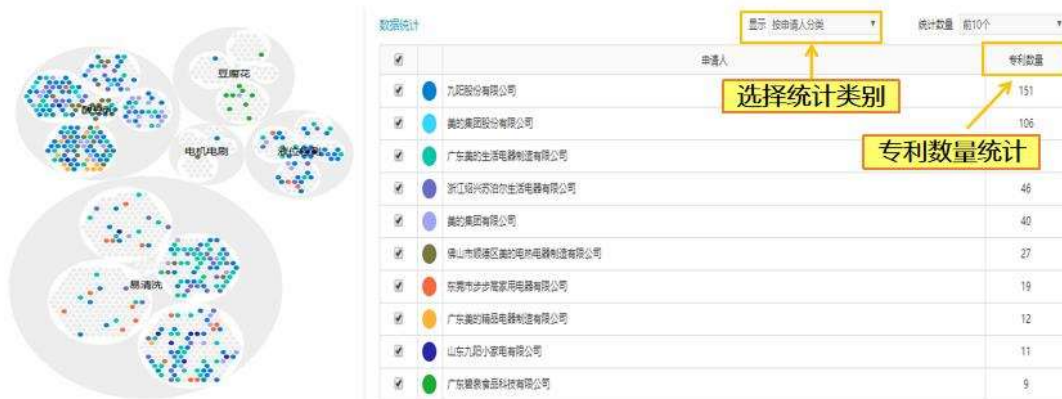 数据统计
显示 按申请人分类
统计数量 前10个
申请人
专利数量
九阳股份有限公司
151
选择统计类别
美的集团股份有限公司
106
广东美的生活电器制造有限公司
专利数量统计
浙江绍兴苏泊尔生活电器有限公司
46
美的集团有限公司
40
佛山市顺德区美的电热电器制造有限公司
27
东莞市步步高家用电器有限公司
19
广东美的精品电器制造有限公司
12
山东九阳小家电有限公司
11
广东碧泉食品科技有限公司
9
豆腐花
电机电刷
易清洗